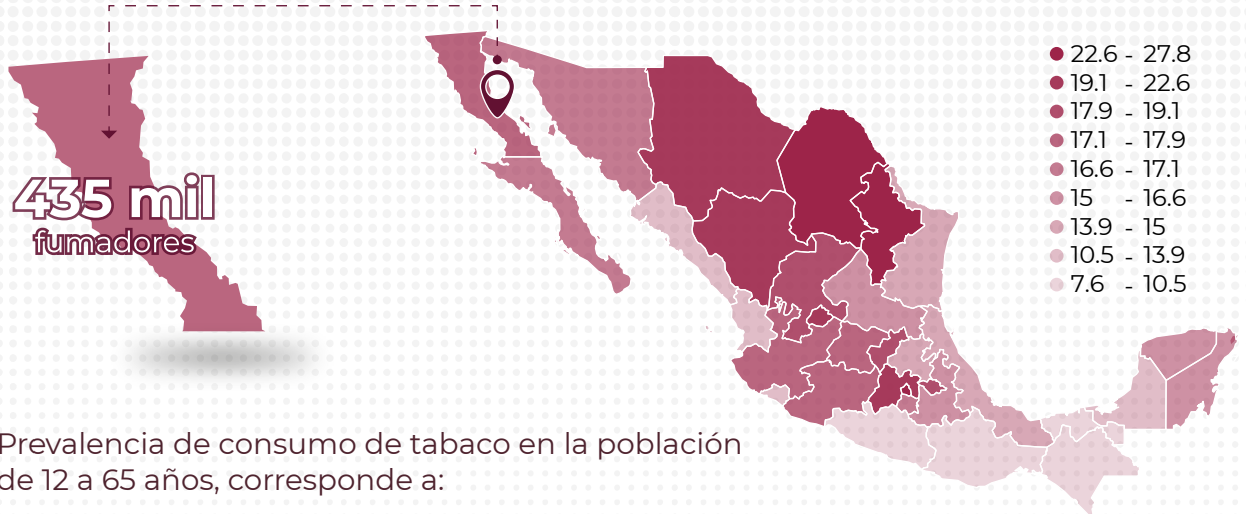 435 mil
fumadores
22.6 - 27.8
19.1 - 22.6
17.9 - 19.1
17.1 - 17.9
16.6 - 17.1
15 - 16.6
13.9 - 15
10.5 - 13.9
7.6 - 10.5
Prevalencia de consumo de tabaco en la población
de 12 a 65 años, corresponde a: